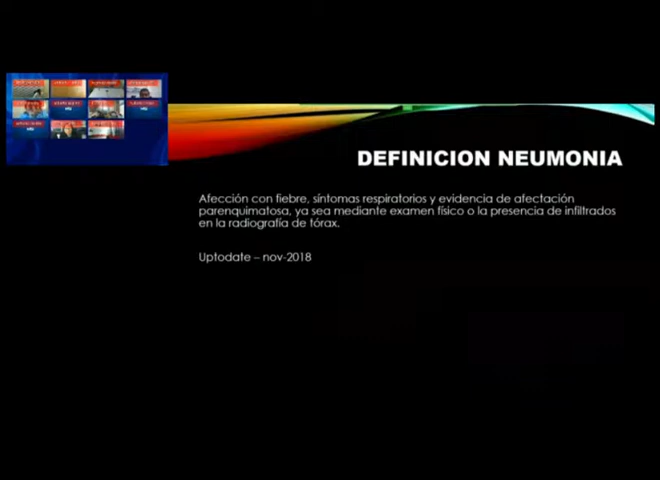 DEFINICION NEUMONIA
Afección con fiebre, síntomas respiratorios y evidencia de afectación
parenquimatosa, ya sea mediante examen físico o la presencia de infiltrados
en la radiografía de tórax.
Uptodate – nov-2018